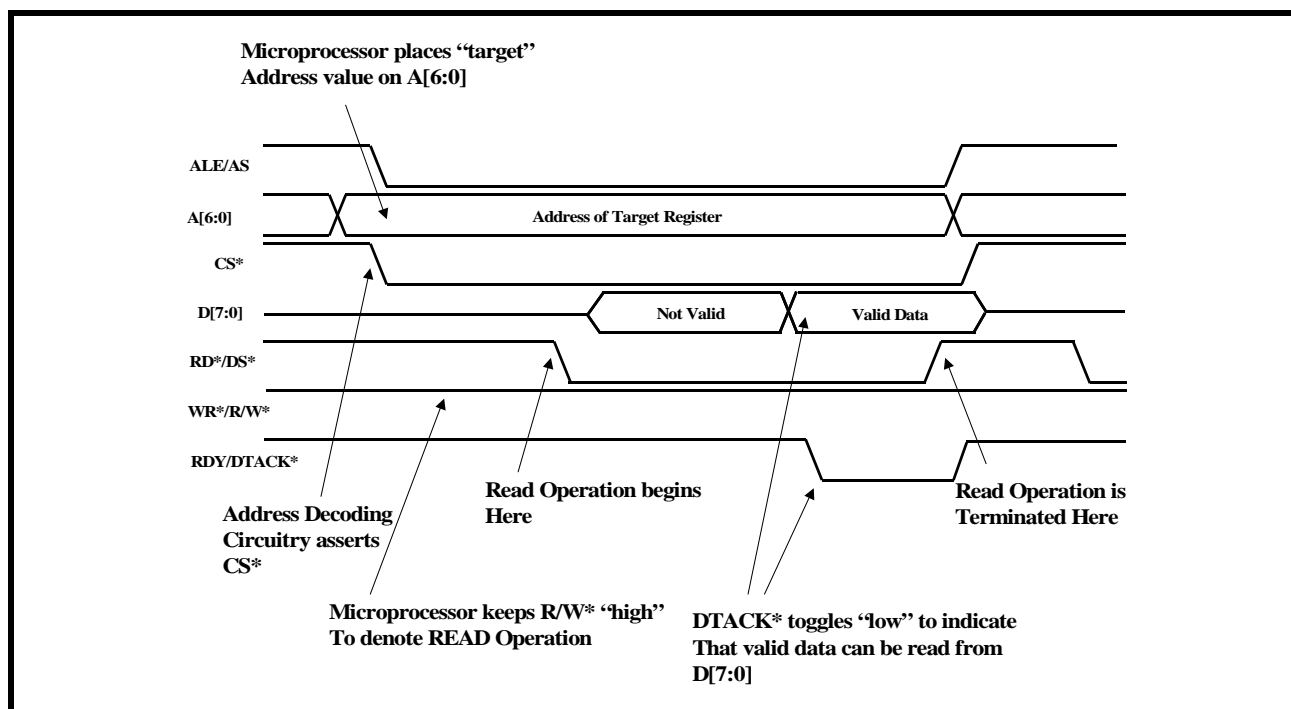 Microprocessor places “target”
Address value on A[6:0]
ALE/AS
A[6:0]
Address of Target Register
CS*
D[7:0]
Not Valid
Valid Data
RD*/DS*
WR*/R/W*
RDY/DTACK*
Read Operation begins
Here
Read Operation is
Terminated Here
Address Decoding
Circuitry asserts
CS*
Microprocessor keeps R/W* “high”
To denote READ Operation
DTACK* toggles “low” to indicate
That valid data can be read from
D[7:0]